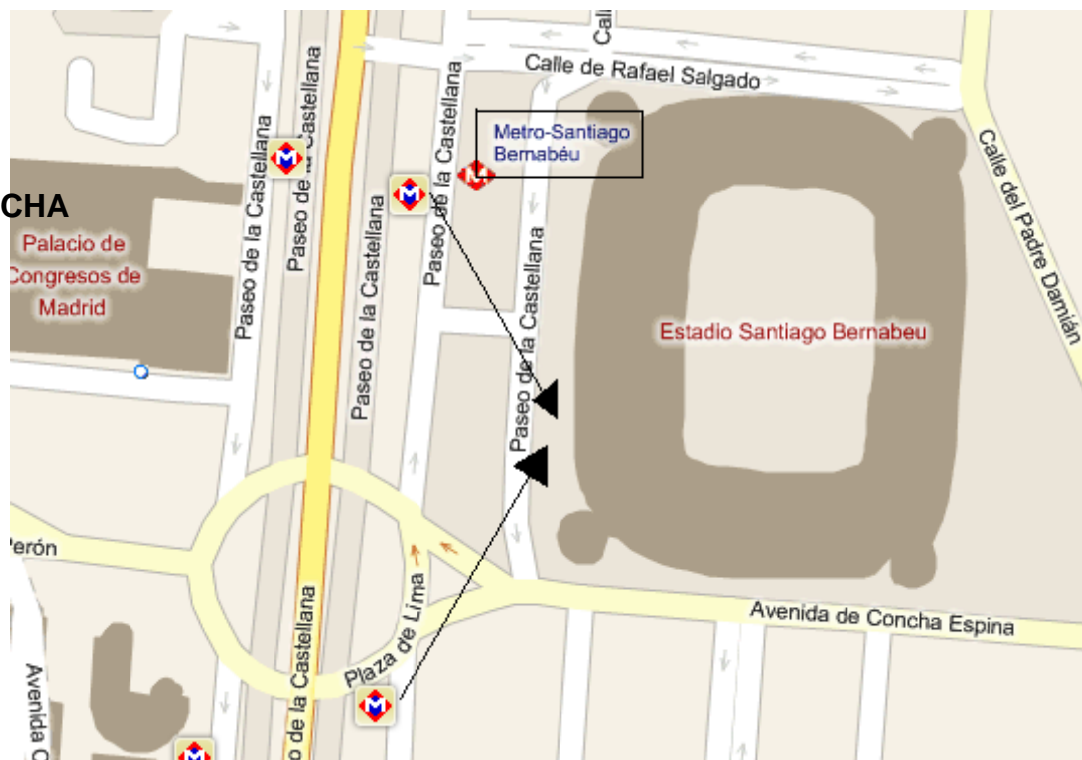 Calle de Rafael Salgado
Paseo de la Castellana
Paseo de la Castellana
Metro-Santiago
Bernabéu
Paseo de la Castellana
CHA
Palacio de
Congresos de
Madrid
Paseo de la Castellana
Paseo de la Castellana
Calle del Padre Damián
Estadio Santiago Bernabeu
Perón
Paseo de la Castellana
Plaza de Lima
Avenida de Concha Espina
Avenida